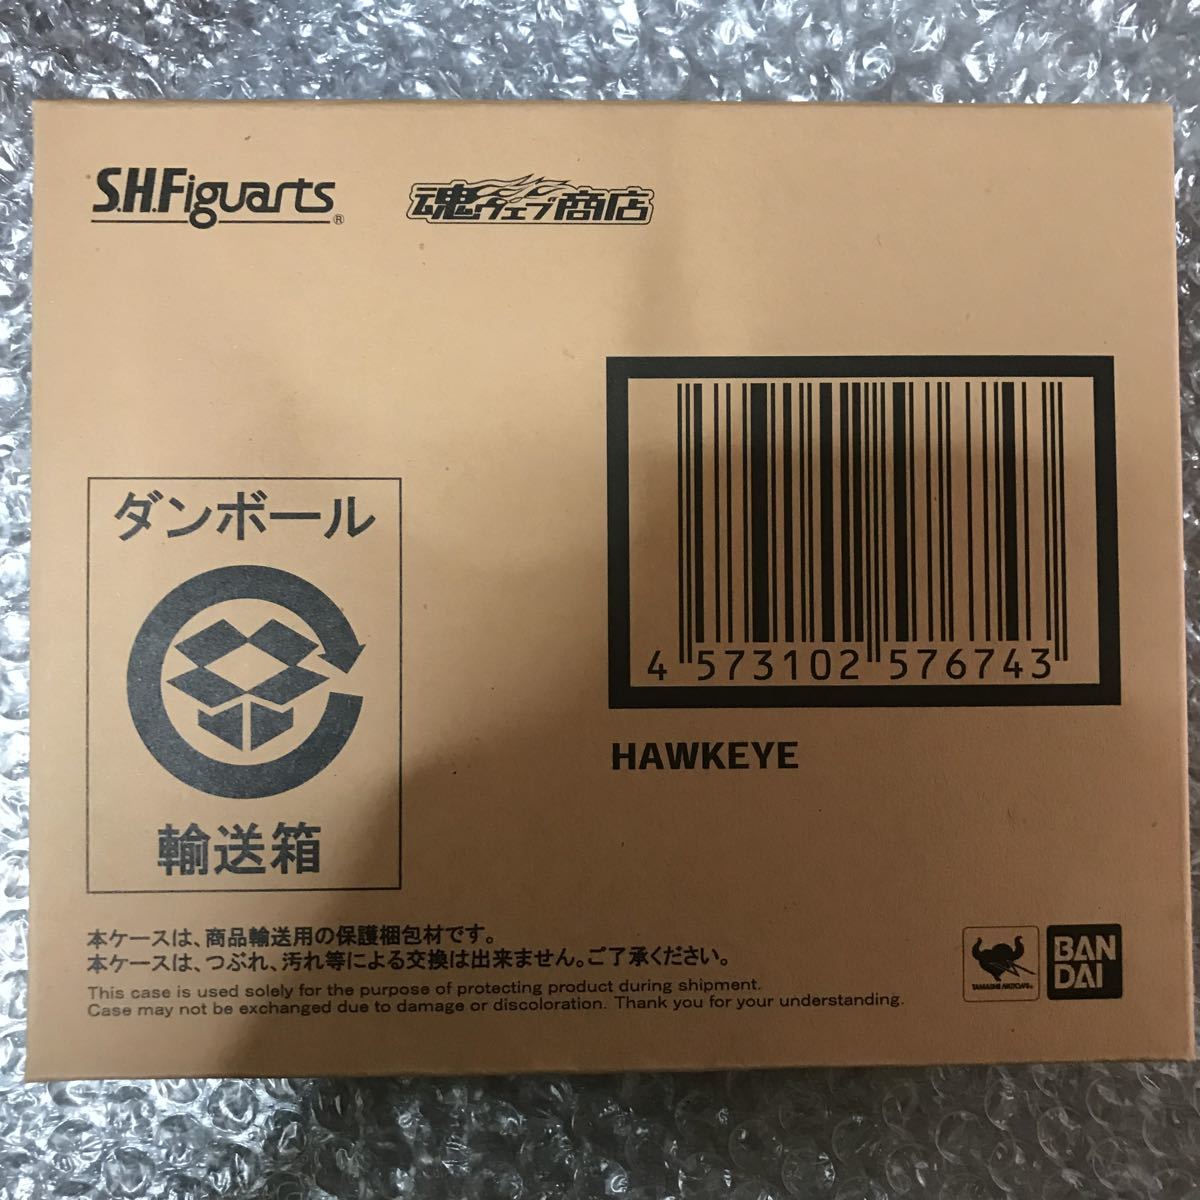 S.H.Figuarts®
魂ウェブ商店
ダンボール
輸送箱
4 573102 576743
HAWKEYE
本ケースは、商品輸送用の保護梱包材です。
本ケースは、つぶれ、汚れ等による交換は出来ません。ご了承ください。
This case is used solely for the purpose of protecting product during shipment.
Case may not be exchanged due to damage or discoloration. Thank you for your understanding.
TAMASHII NATIONS
BAN
DAI